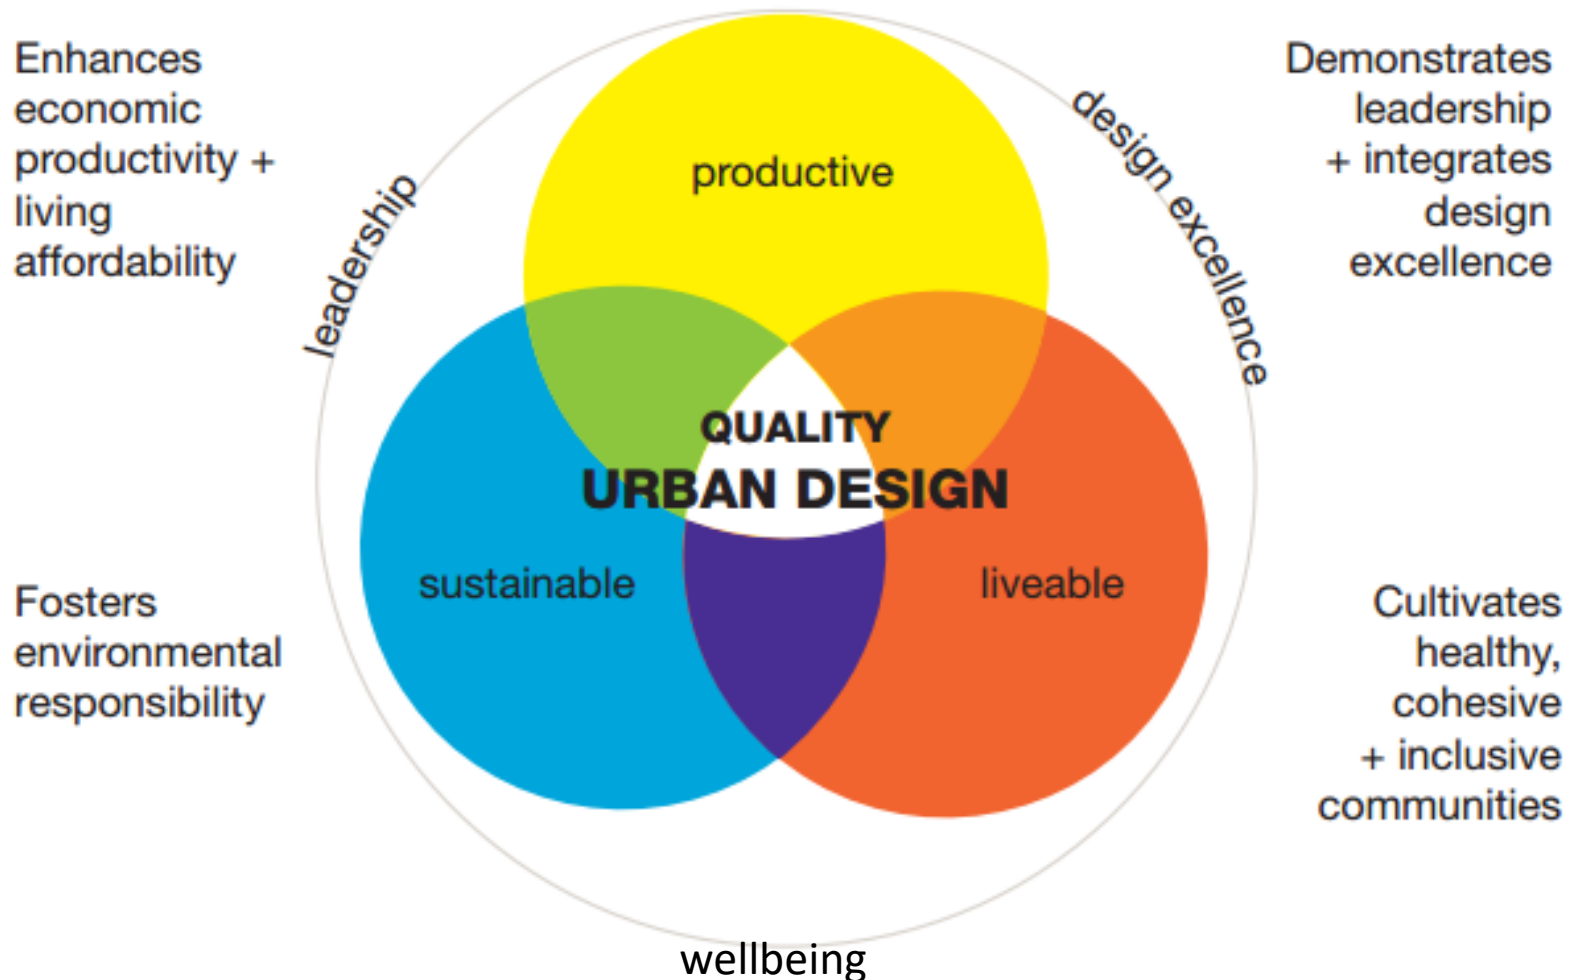 Enhances
economic
productivity +
living
affordability
leadership
productive
design excellence
Demonstrates
leadership
+ integrates
design
excellence
QUALITY
URBAN DESIGN
sustainable
liveable
Fosters
environmental
responsibility
Cultivates
healthy,
cohesive
+ inclusive
communities
wellbeing